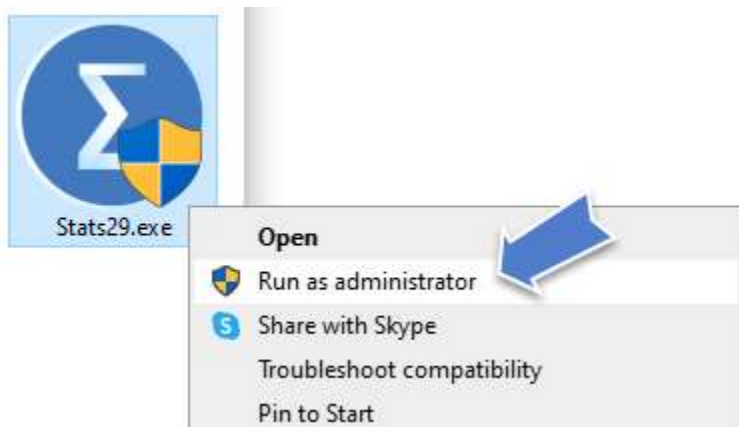 Stats29.exe
Open
Run as administrator
Share with Skype
Troubleshoot compatibility
Pin to Start